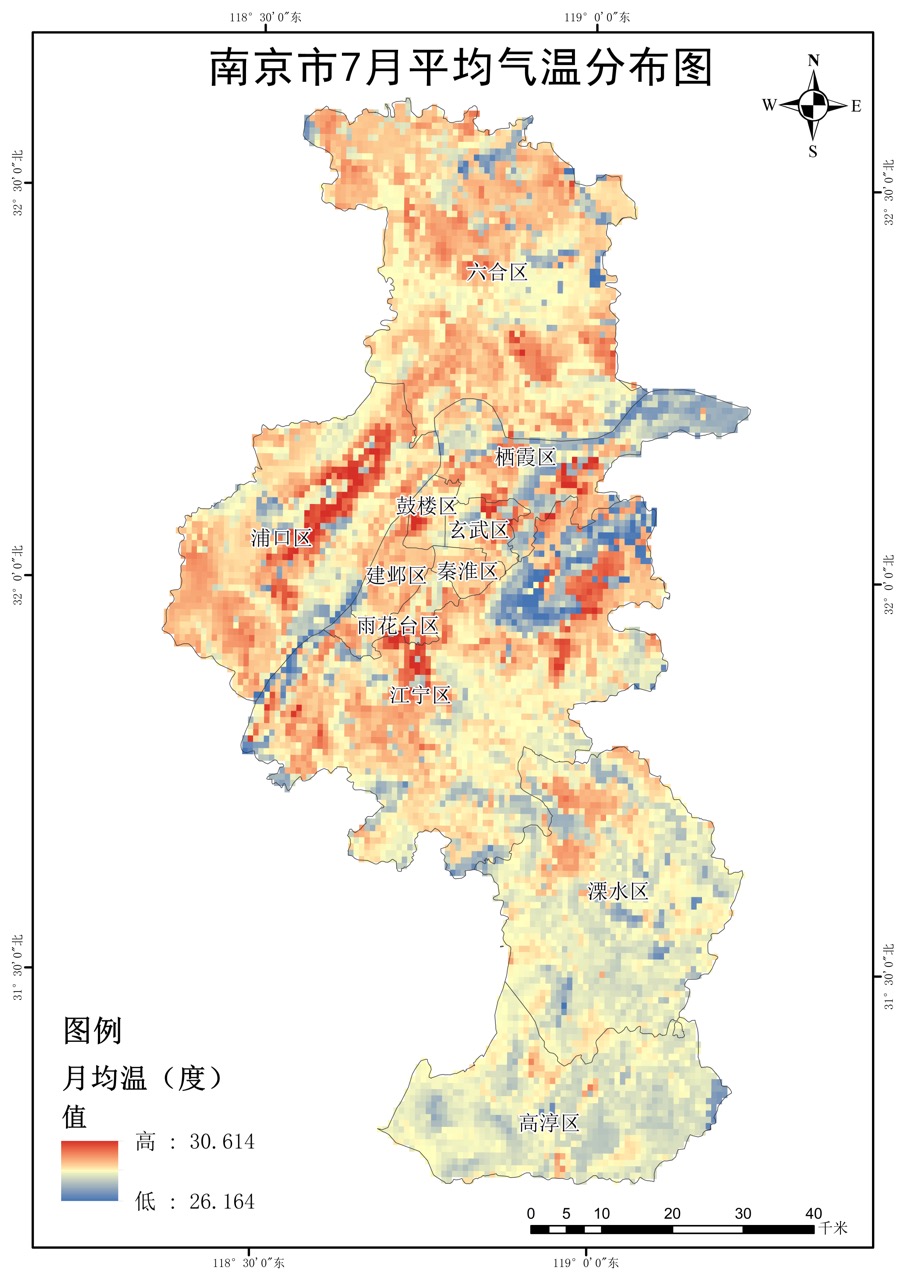 118° 30′0″东
119° 0′0″东
南京市7月平均气温分布图
N
W
E
S
32° 30′0″北
32° 30′0″北
六合区
栖霞区
鼓楼区
玄武区
浦口区
32° 0′0″北
32° 0′0″北
建邺区
秦淮区
雨花台区
江宁区
溧水区
31° 30′0″北
31° 30′0″北
图例
月均温（度）
值
高 : 30.614
低 : 26.164
高淳区
0 5 10 20 30 40
千米
118° 30′0″东
119° 0′0″东